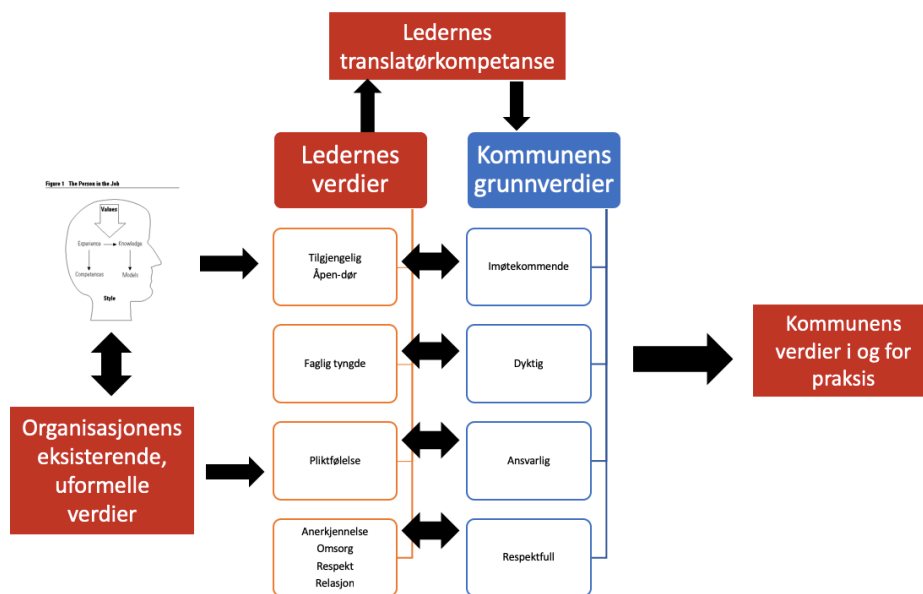 Ledernes
translatørkompetanse
Ledernes
verdier
Kommunens
grunnverdier
Figure 1 The Person in the Job
Values
Experience
Knowledge
Competences
Models
Style
Tilgjengelig
Åpen-dør
Imøtekommende
Faglig tyngde
Dyktig
Kommunens
verdier i og for
praksis
Organisasjonens
eksisterende,
uformelle
verdier
Pliktfølelse
Ansvarlig
Anerkjennelse
Omsorg
Respekt
Relasjon
Respektfull